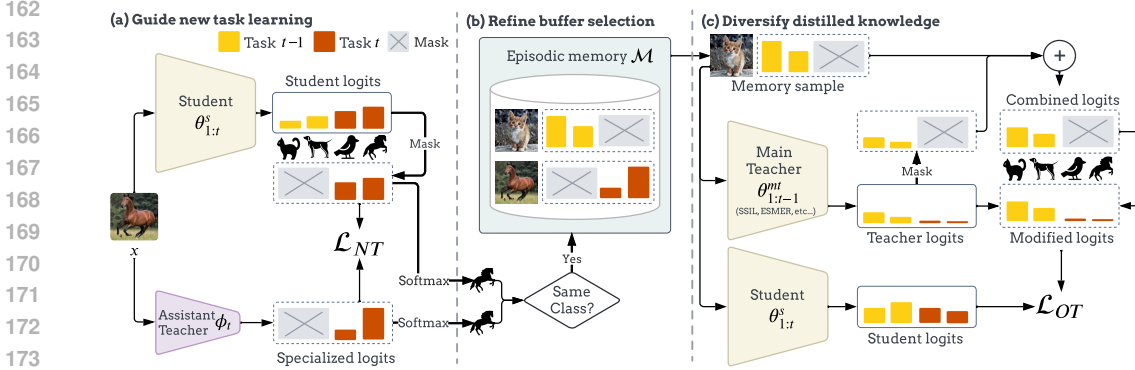 162
163
164
165
166
167
168
169
170
171
172
173
(a) Guide new task learning
Task t−1
Task t
Mask
Student
θ^s_{1:t}
Student logits
Mask
x
ℒ_NT
Assistant
Teacher ϕ_t
Specialized logits
Softmax
Softmax
(b) Refine buffer selection
Episodic memory ℳ
Yes
Same
Class?
(c) Diversify distilled knowledge
Memory sample
+
Combined logits
Main
Teacher
θ^{mt}_{1:t−1}
(SSIL, ESMER, etc...)
Mask
Teacher logits
Modified logits
Student
θ^s_{1:t}
Student logits
ℒ_OT